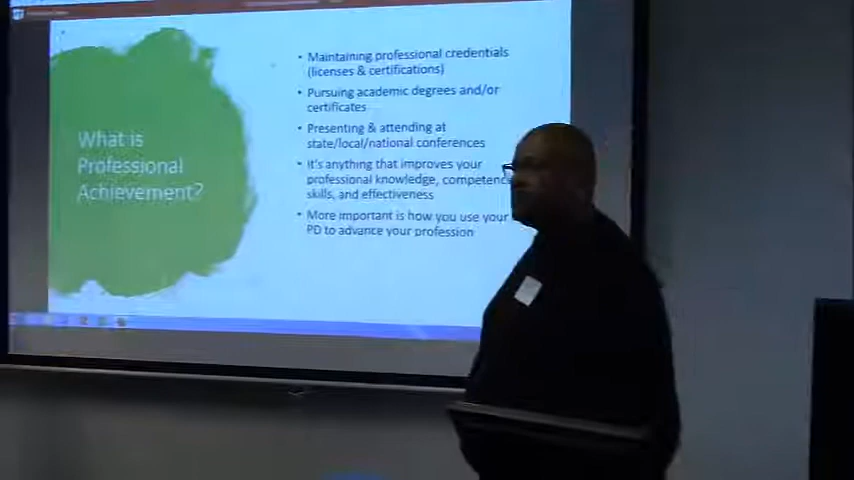 What is
Professional
Achievement?
• Maintaining professional credentials
(licenses & certifications)
• Pursuing academic degrees and/or
certificates
• Presenting & attending at
state/local/national conferences
• It's anything that improves your
professional knowledge, competenc
skills, and effectiveness
• More important is how you use your
PD to advance your profession